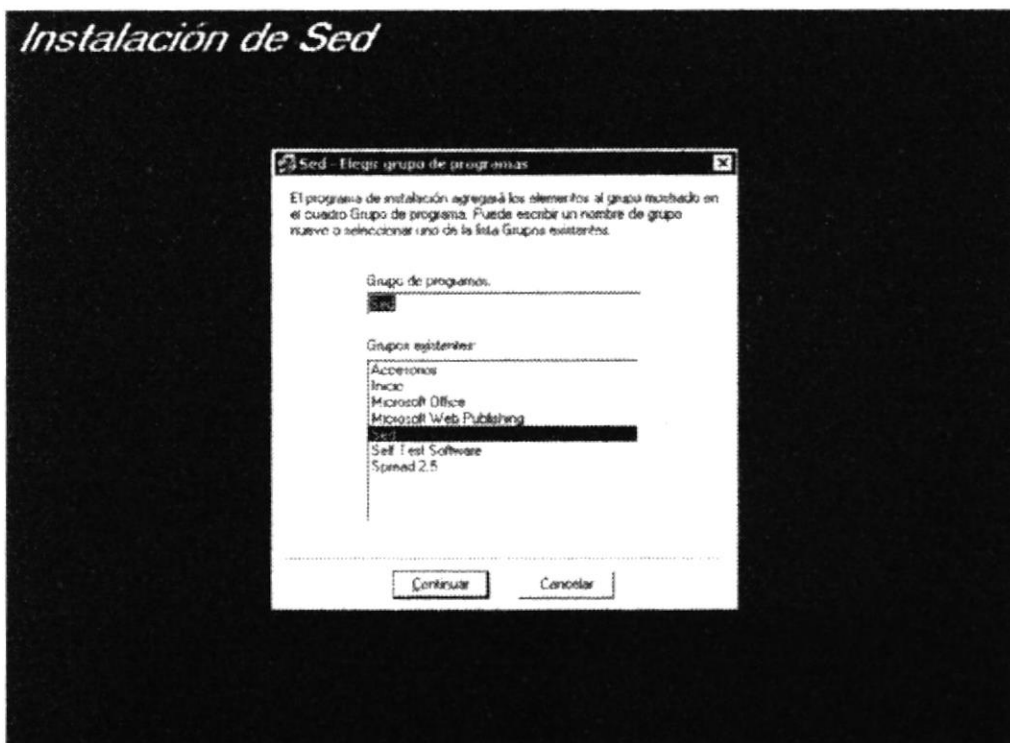 Instalación de Sed
Sed - Elegir grupo de programas
El programa de instalación agregará los elementos al grupo mostrado en
el cuadro Grupo de programa. Puede escribir un nombre de grupo
nuevo o seleccionar uno de la lista Grupos existentes.
Grupo de programas:
Sed
Grupos existentes:
Accesorios
Inicio
Microsoft Office
Microsoft Web Publishing
Sed
Self Test Software
Spread 2.5
Continuar
Cancelar